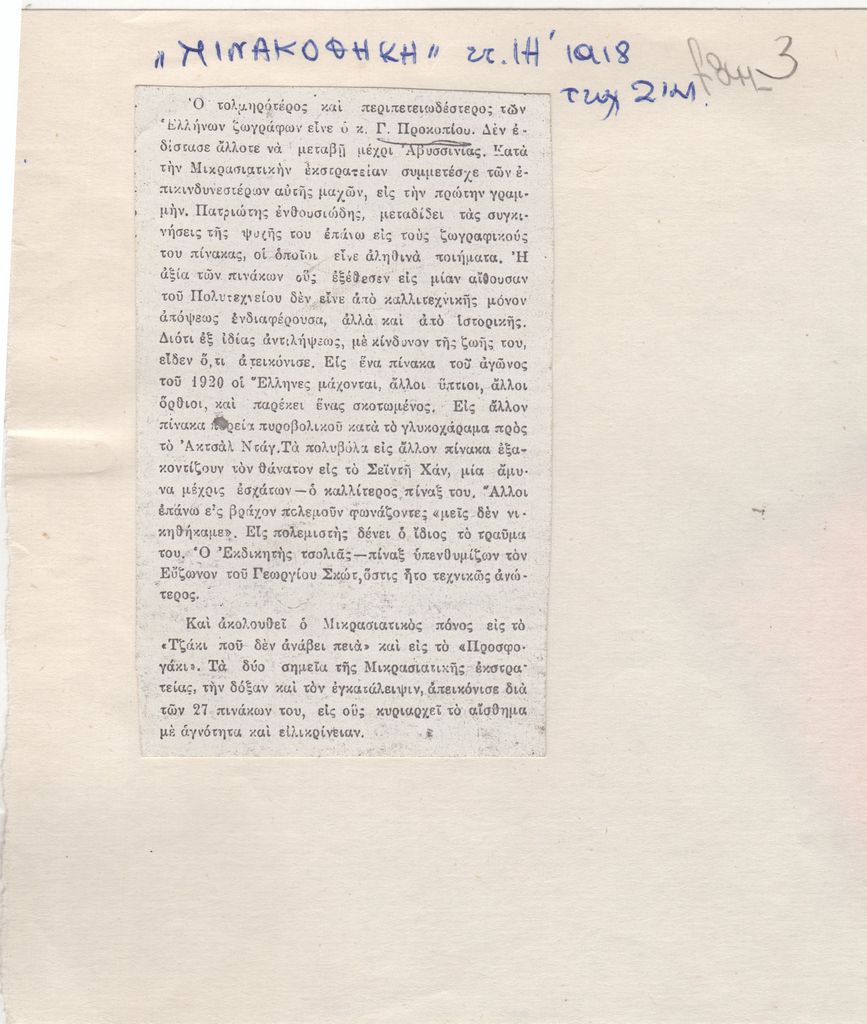 „ΠΙΝΑΚΟΘΗΚΗ" ΙΗ' 1918
3
Ὁ τολμηρότερος καὶ περιπετειωδέστερος τῶν
Ἑλλήνων ζωγράφων εἶνε ὁ κ. Γ. Προκοπίου. Δὲν ἐ-
δίστασε ἄλλοτε νὰ μεταβῇ μέχρι Ἀβυσσινίας. Κατὰ
τὴν Μικρασιατικὴν ἐκστρατείαν συμμετέσχε τῶν ἐ-
πικινδυνεστέρων αὐτῆς μαχῶν, εἰς τὴν πρώτην γραμ-
μήν. Πατριώτης ἐνθουσιώδης, μεταδίδει τὰς συγκι-
νήσεις τῆς ψυχῆς του ἐπάνω εἰς τοὺς ζωγραφικούς
του πίνακας, οἱ ὁποῖοι εἶνε ἀληθινὰ ποιήματα. Ἡ
ἀξία τῶν πινάκων οὓς ἐξέθεσεν εἰς μίαν αἴθουσαν
τοῦ Πολυτεχνείου δὲν εἶνε ἀπὸ καλλιτεχνικῆς μόνον
ἀπόψεως ἐνδιαφέρουσα, ἀλλὰ καὶ ἀπὸ ἱστορικῆς.
Διότι ἐξ ἰδίας ἀντιλήψεως, μὲ κίνδυνον τῆς ζωῆς του,
εἶδεν ὅ,τι ἀπεικόνισε. Εἰς ἕνα πίνακα τοῦ ἀγῶνος
τοῦ 1920 οἱ Ἕλληνες μάχονται, ἄλλοι ὕπτιοι, ἄλλοι
ὄρθιοι, καὶ παρέκει ἕνας σκοτωμένος. Εἰς ἄλλον
πίνακα πορεία πυροβολικοῦ κατὰ τὸ γλυκοχάραμα πρὸς
τὸ Ἀκτσὰλ Ντάγ. Τὰ πολυβόλα εἰς ἄλλον πίνακα ἐξα-
κοντίζουν τὸν θάνατον εἰς τὸ Σεϊντῆ Χάν, μία ἄμυ-
να μέχρις ἐσχάτων — ὁ καλλίτερος πίναξ του. Ἄλλοι
ἐπάνω εἰς βράχον πολεμοῦν φωνάζοντες «μεῖς δὲν νι-
κηθήκαμε». Εἷς πολεμιστὴς δένει ὁ ἴδιος τὸ τραῦμα
του. Ὁ Ἐκδικητὴς τσολιᾶς—πίναξ ὑπενθυμίζων τὸν
Εὔζωνον τοῦ Γεωργίου Σκώτ, ὅστις ἦτο τεχνικῶς ἀνώ-
τερος.
Καὶ ἀκολουθεῖ ὁ Μικρασιατικὸς πόνος εἰς τὸ
«Τζάκι ποῦ δὲν ἀνάβει πειά» καὶ εἰς τὸ «Προσφυ-
γάκι». Τὰ δύο σημεῖα τῆς Μικρασιατικῆς ἐκστρα-
τείας, τὴν δόξαν καὶ τὸν ἐγκατάλειψιν, ἀπεικόνισε διὰ
τῶν 27 πινάκων του, εἰς οὓς κυριαρχεῖ τὸ αἴσθημα
μὲ ἁγνότητα καὶ εἰλικρίνειαν.